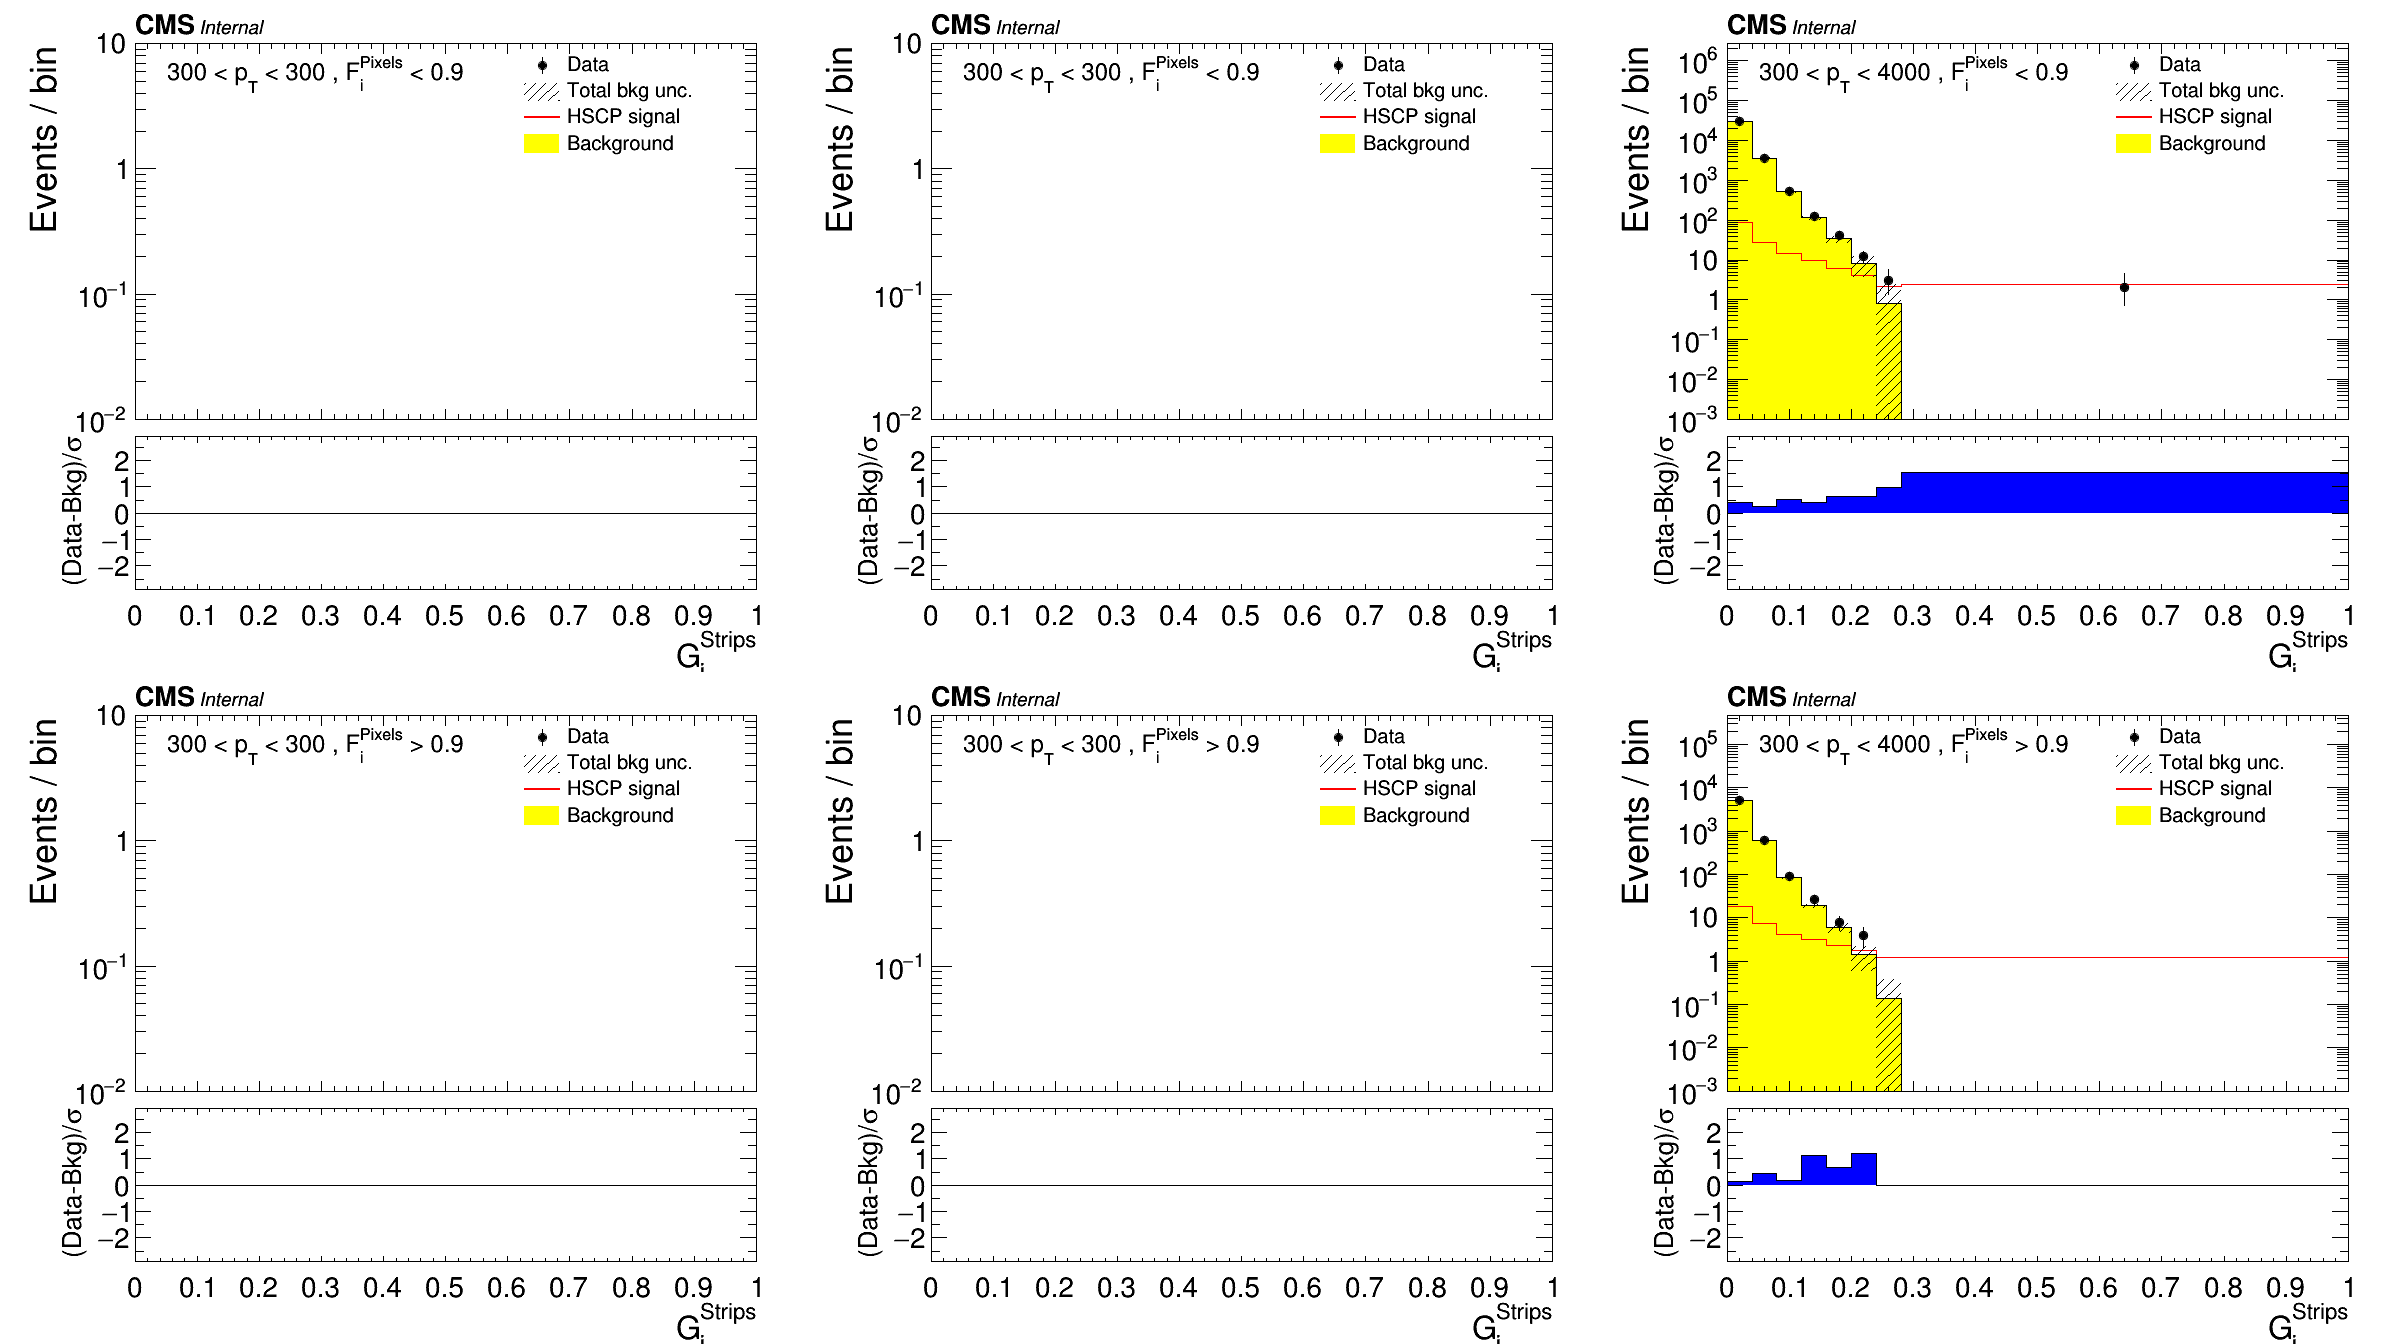 CMS Internal
Events / bin
300 < p_T < 300 , F_i^Pixels < 0.9
Data
Total bkg unc.
HSCP signal
Background
10
1
10^−1
10^−2
(Data-Bkg)/σ
2
1
0
−1
−2
0 0.1 0.2 0.3 0.4 0.5 0.6 0.7 0.8 0.9 1
G_i^Strips
CMS Internal
Events / bin
300 < p_T < 300 , F_i^Pixels < 0.9
Data
Total bkg unc.
HSCP signal
Background
10
1
10^−1
10^−2
(Data-Bkg)/σ
2
1
0
−1
−2
0 0.1 0.2 0.3 0.4 0.5 0.6 0.7 0.8 0.9 1
G_i^Strips
CMS Internal
Events / bin
300 < p_T < 4000 , F_i^Pixels < 0.9
Data
Total bkg unc.
HSCP signal
Background
10^6
10^5
10^4
10^3
10^2
10
1
10^−1
10^−2
10^−3
(Data-Bkg)/σ
2
1
0
−1
−2
0 0.1 0.2 0.3 0.4 0.5 0.6 0.7 0.8 0.9 1
G_i^Strips
CMS Internal
Events / bin
300 < p_T < 300 , F_i^Pixels > 0.9
Data
Total bkg unc.
HSCP signal
Background
10
1
10^−1
10^−2
(Data-Bkg)/σ
2
1
0
−1
−2
0 0.1 0.2 0.3 0.4 0.5 0.6 0.7 0.8 0.9 1
G_i^Strips
CMS Internal
Events / bin
300 < p_T < 300 , F_i^Pixels > 0.9
Data
Total bkg unc.
HSCP signal
Background
10
1
10^−1
10^−2
(Data-Bkg)/σ
2
1
0
−1
−2
0 0.1 0.2 0.3 0.4 0.5 0.6 0.7 0.8 0.9 1
G_i^Strips
CMS Internal
Events / bin
300 < p_T < 4000 , F_i^Pixels > 0.9
Data
Total bkg unc.
HSCP signal
Background
10^5
10^4
10^3
10^2
10
1
10^−1
10^−2
10^−3
(Data-Bkg)/σ
2
1
0
−1
−2
0 0.1 0.2 0.3 0.4 0.5 0.6 0.7 0.8 0.9 1
G_i^Strips